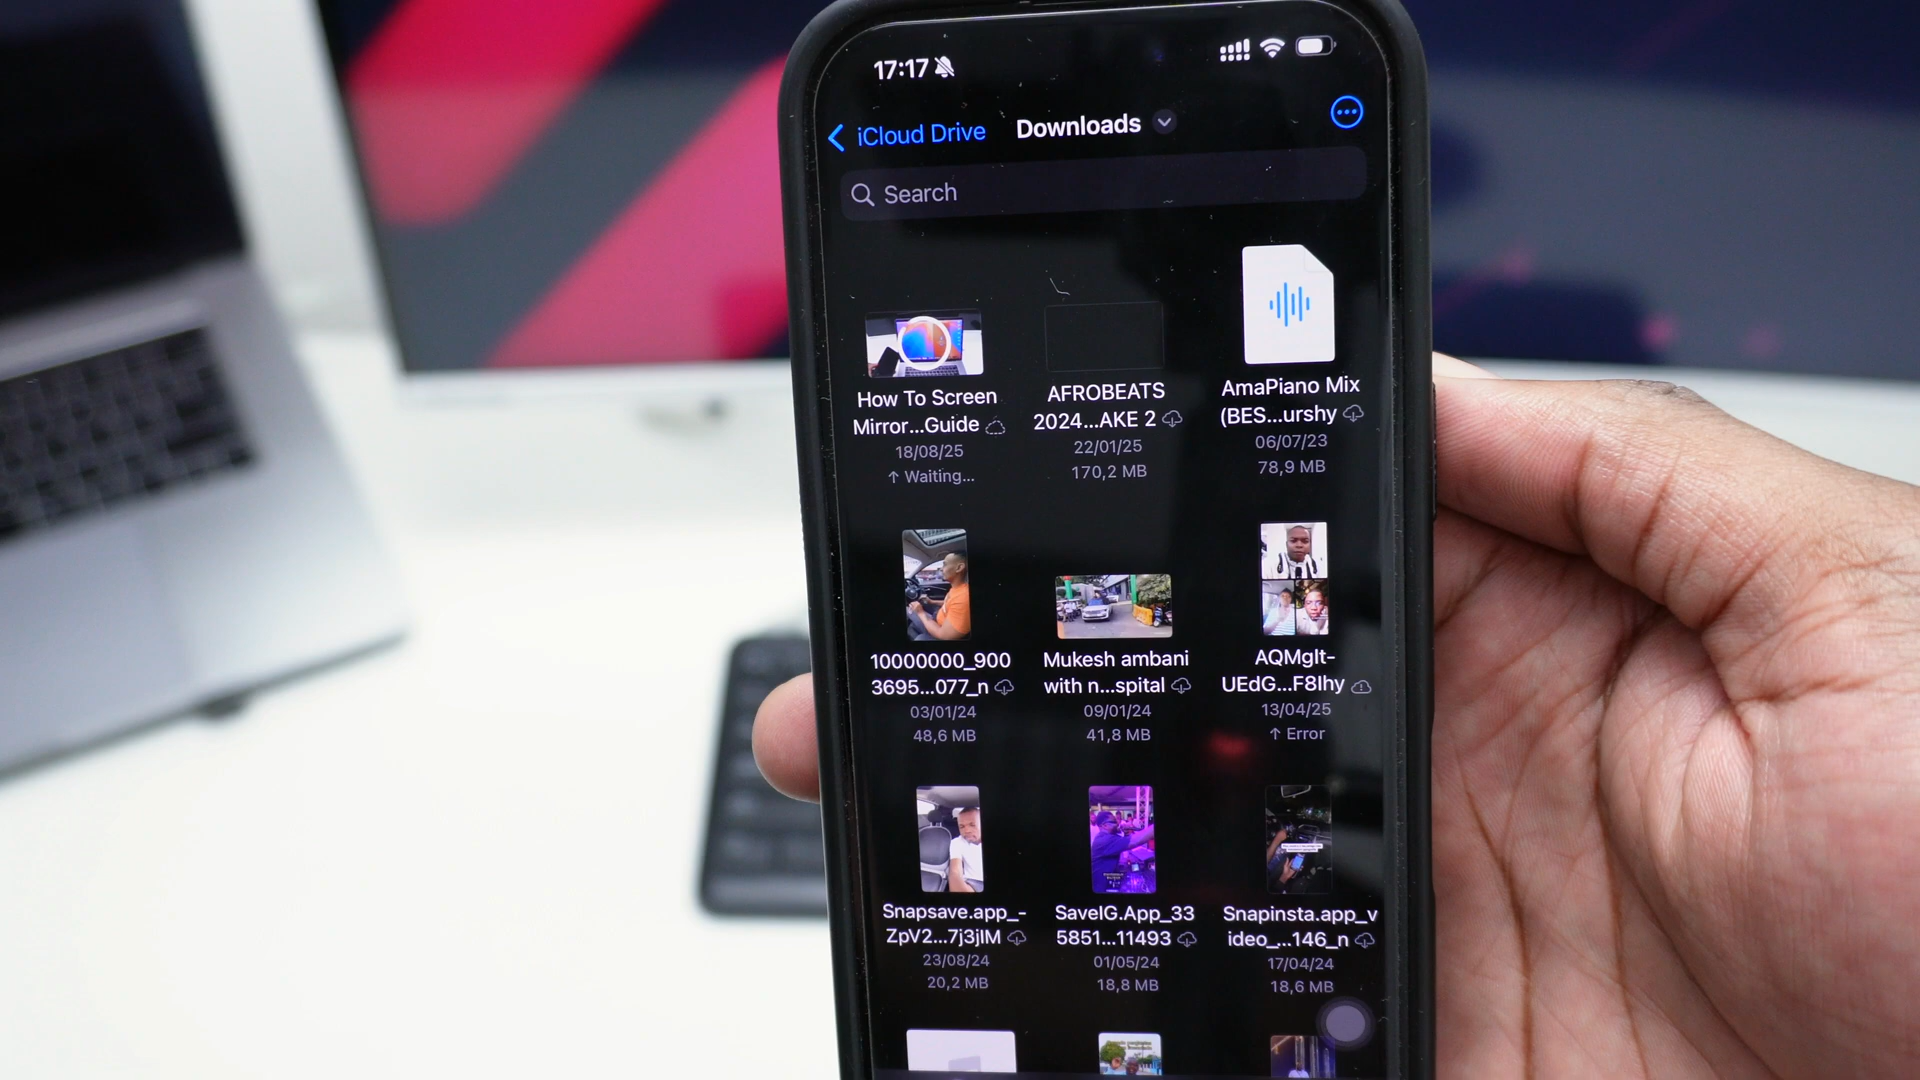 17:17
iCloud Drive
Downloads
Search
How To Screen
Mirror...Guide
18/08/25
↑ Waiting...
AFROBEATS
2024...AKE 2
22/01/25
170,2 MB
AmaPiano Mix
(BES...urshy
06/07/23
78,9 MB
10000000_900
3695...077_n
03/01/24
48,6 MB
Mukesh ambani
with n...spital
09/01/24
41,8 MB
AQMgIt-
UEdG...F8Ihy
13/04/25
↑ Error
Snapsave.app_-
ZpV2...7j3jIM
23/08/24
20,2 MB
SaveIG.App_33
5851...11493
01/05/24
18,8 MB
Snapinsta.app_v
ideo_...146_n
17/04/24
18,6 MB